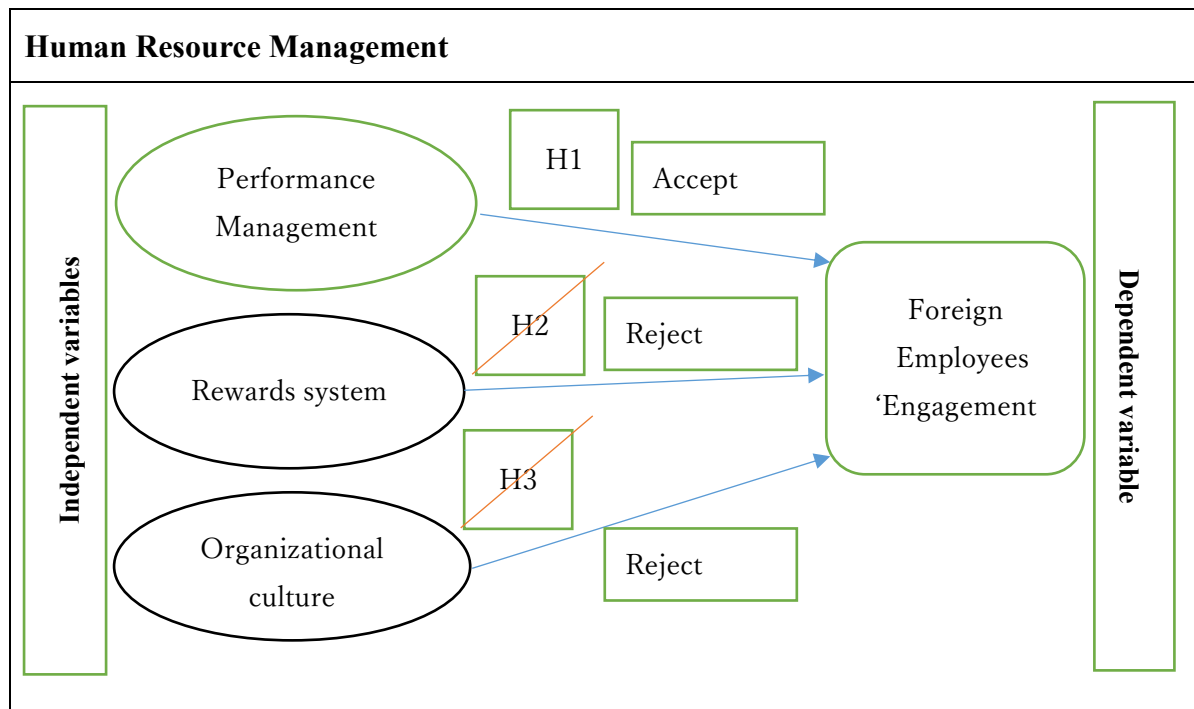 Human Resource Management
Independent variables
Performance
Management
H1
Accept
Rewards system
H2
Reject
Organizational
culture
H3
Reject
Foreign
Employees
‘Engagement
Dependent variable